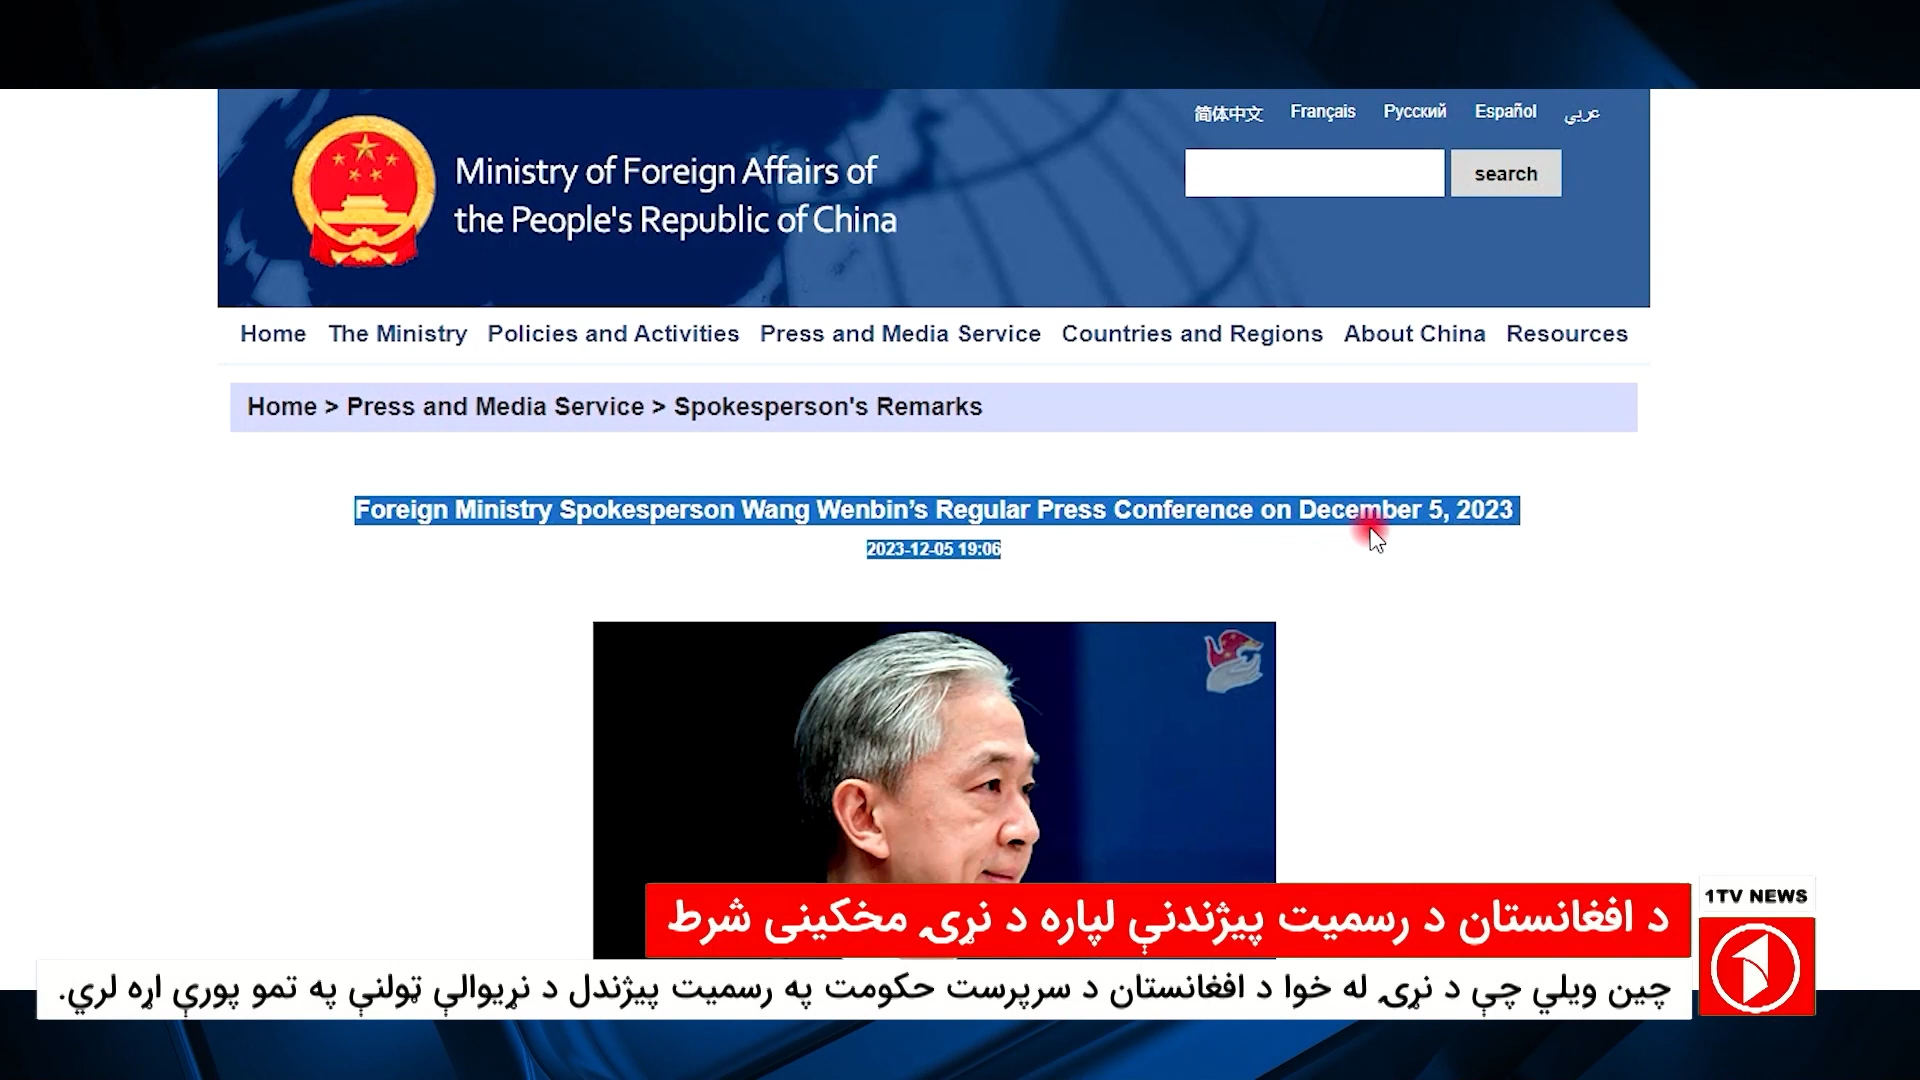 简体中文 Français Русский Español عربي
Ministry of Foreign Affairs of
the People's Republic of China
search
Home The Ministry Policies and Activities Press and Media Service Countries and Regions About China Resources
Home > Press and Media Service > Spokesperson's Remarks
Foreign Ministry Spokesperson Wang Wenbin’s Regular Press Conference on December 5, 2023
2023-12-05 19:06
1TV NEWS
د افغانستان د رسمیت پیژندنې لپاره د نړۍ مخکینی شرط
چین ویلي چې د نړۍ له خوا د افغانستان د سرپرست حکومت په رسمیت پیژندل د نړیوالې ټولنې په تمو پورې اړه لري.